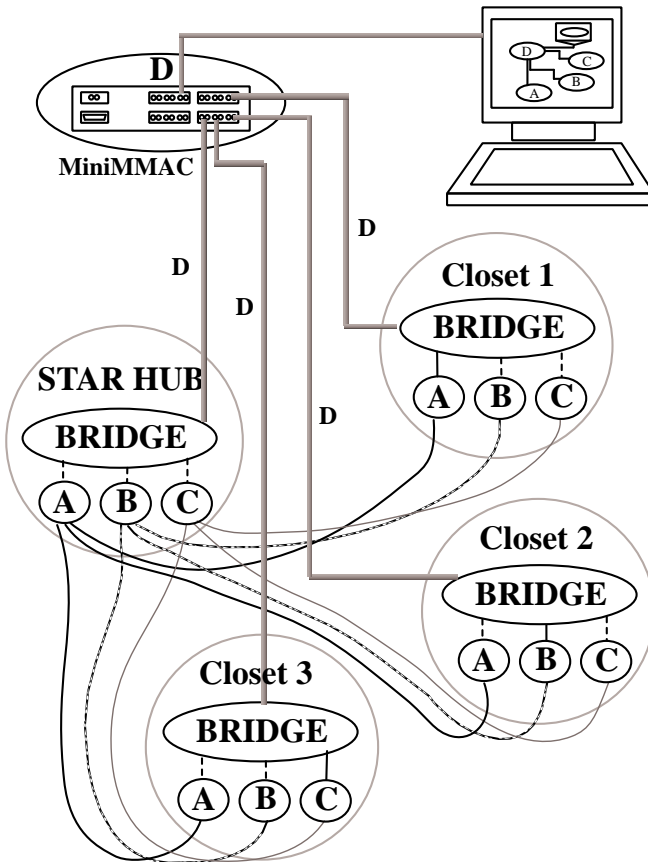 D
C
B
A
D
MiniMMAC
D
D
D
D
Closet 1
BRIDGE
A B C
STAR HUB
BRIDGE
A B C
Closet 2
BRIDGE
A B C
Closet 3
BRIDGE
A B C